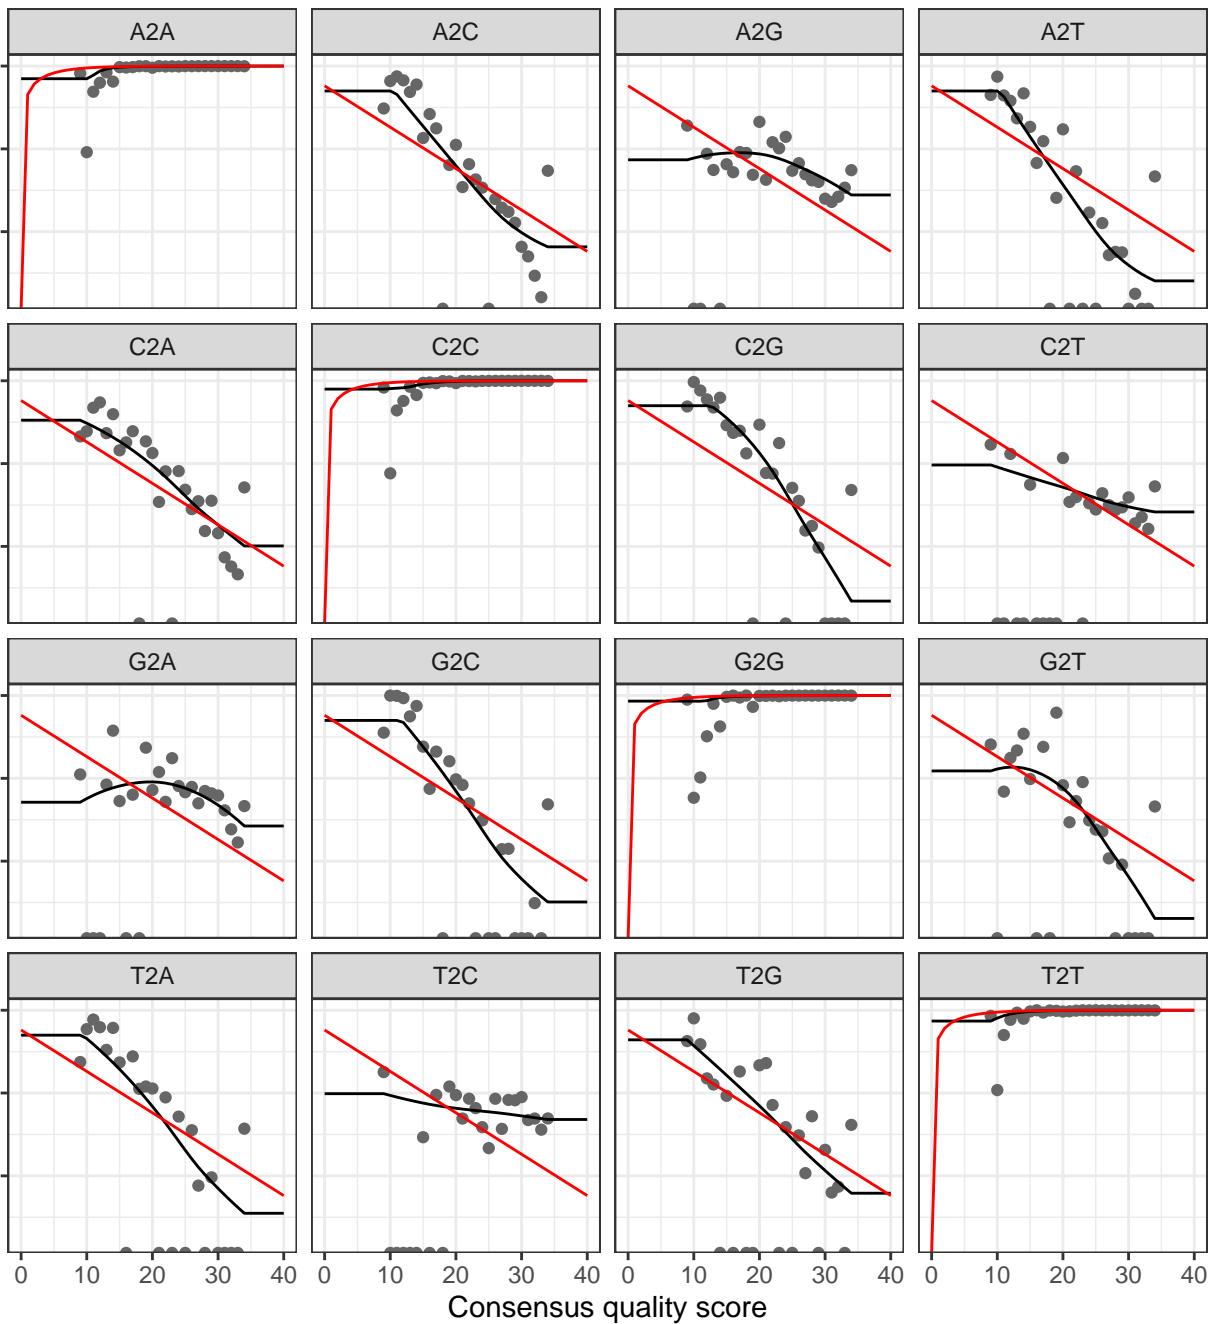 A2A A2C A2G A2T
C2A C2C C2G C2T
G2A G2C G2G G2T
T2A T2C T2G T2T
0 10 20 30 40 0 10 20 30 40 0 10 20 30 40 0 10 20 30 40
Consensus quality score